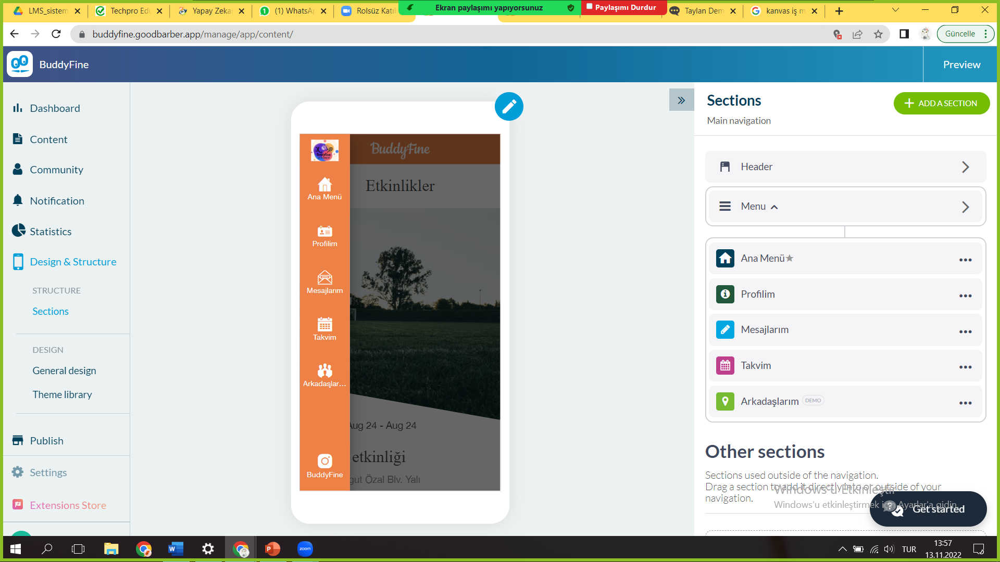 LMS_sistem
Techpro Edu
Yapay Zeka
(1) WhatsAp
Rolsüz Katıl
Ekran paylaşımı yapıyorsunuz
Paylaşımı Durdur
Taylan Dem
kanvas iş m
buddyfine.goodbarber.app/manage/app/content/
Güncelle
BuddyFine
Preview
Dashboard
Content
Community
Notification
Statistics
Design & Structure
STRUCTURE
Sections
DESIGN
General design
Theme library
Publish
Settings
Extensions Store
BuddyFine
BuddyFine
Etkinlikler
Ana Menü
Profilim
Mesajlarım
Takvim
Arkadaşlar...
Aug 24 - Aug 24
etkinliği
BuddyFine
gut Özal Blv. Yalı
Sections
Main navigation
ADD A SECTION
Header
Menu
Ana Menü
Profilim
Mesajlarım
Takvim
Arkadaşlarım DEMO
Other sections
Sections used outside of the navigation.
Drag a section to add it directly into or outside of your
navigation.
Windows'u Etkinleştir
Windows'u etkinleştirmek için Ayarlar'a gidin.
Get started
zoom
TUR
13:57
13.11.2022